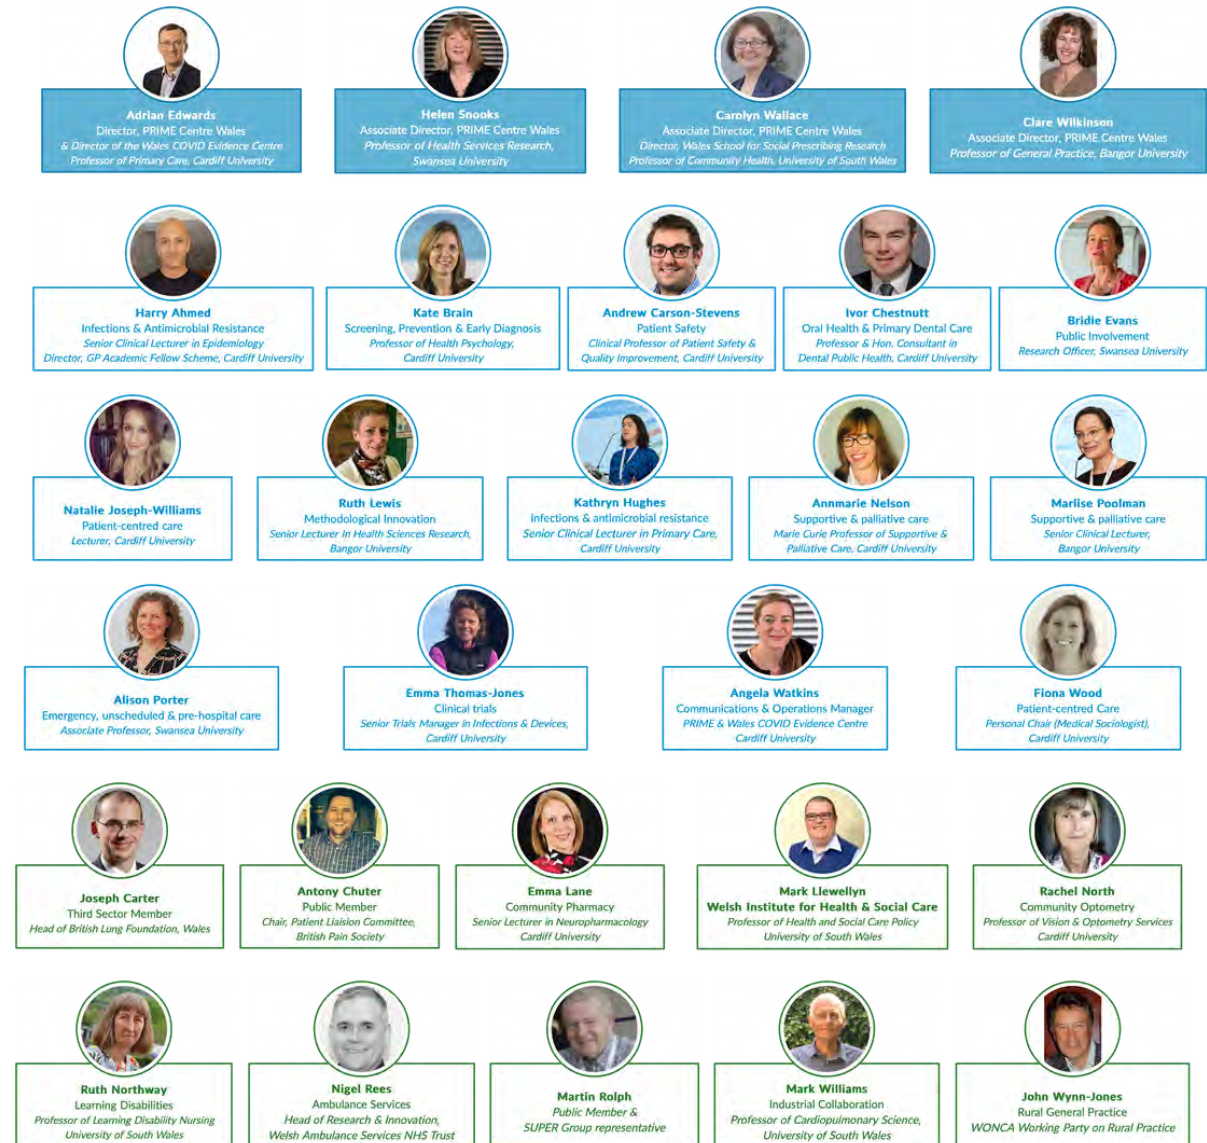 Adrian Edwards
Director, PRIME Centre Wales
& Director of the Wales COVID Evidence Centre
Professor of Primary Care, Cardiff University
Helen Snooks
Associate Director, PRIME Centre Wales
Professor of Health Services Research,
Swansea University
Carolyn Wallace
Associate Director, PRIME Centre Wales
Director, Wales School for Social Prescribing Research
Professor of Community Health, University of South Wales
Clare Wilkinson
Associate Director, PRIME Centre Wales
Professor of General Practice, Bangor University
Harry Ahmed
Infections & Antimicrobial Resistance
Senior Clinical Lecturer in Epidemiology
Director, GP Academic Fellow Scheme, Cardiff University
Kate Brain
Screening, Prevention & Early Diagnosis
Professor of Health Psychology,
Cardiff University
Andrew Carson-Stevens
Patient Safety
Clinical Professor of Patient Safety &
Quality Improvement, Cardiff University
Ivor Chestnutt
Oral Health & Primary Dental Care
Professor & Hon. Consultant in
Dental Public Health, Cardiff University
Bridie Evans
Public Involvement
Research Officer, Swansea University
Natalie Joseph-Williams
Patient-centred care
Lecturer, Cardiff University
Ruth Lewis
Methodological Innovation
Senior Lecturer In Health Sciences Research,
Bangor University
Kathryn Hughes
Infections & antimicrobial resistance
Senior Clinical Lecturer in Primary Care,
Cardiff University
Annmarie Nelson
Supportive & palliative care
Marie Curie Professor of Supportive &
Palliative Care, Cardiff University
Marlise Poolman
Supportive & palliative care
Senior Clinical Lecturer,
Bangor University
Alison Porter
Emergency, unscheduled & pre-hospital care
Associate Professor, Swansea University
Emma Thomas-Jones
Clinical trials
Senior Trials Manager in Infections & Devices,
Cardiff University
Angela Watkins
Communications & Operations Manager
PRIME & Wales COVID Evidence Centre
Cardiff University
Fiona Wood
Patient-centred Care
Personal Chair (Medical Sociologist),
Cardiff University
Joseph Carter
Third Sector Member
Head of British Lung Foundation, Wales
Antony Chuter
Public Member
Chair, Patient Liaision Committee,
British Pain Society
Emma Lane
Community Pharmacy
Senior Lecturer in Neuropharmacology
Cardiff University
Mark Llewellyn
Welsh Institute for Health & Social Care
Professor of Health and Social Care Policy
University of South Wales
Rachel North
Community Optometry
Professor of Vision & Optometry Services
Cardiff University
Ruth Northway
Learning Disabilities
Professor of Learning Disability Nursing
University of South Wales
Nigel Rees
Ambulance Services
Head of Research & Innovation,
Welsh Ambulance Services NHS Trust
Martin Rolph
Public Member &
SUPER Group representative
Mark Williams
Industrial Collaboration
Professor of Cardiopulmonary Science,
University of South Wales
John Wynn-Jones
Rural General Practice
WONCA Working Party on Rural Practice